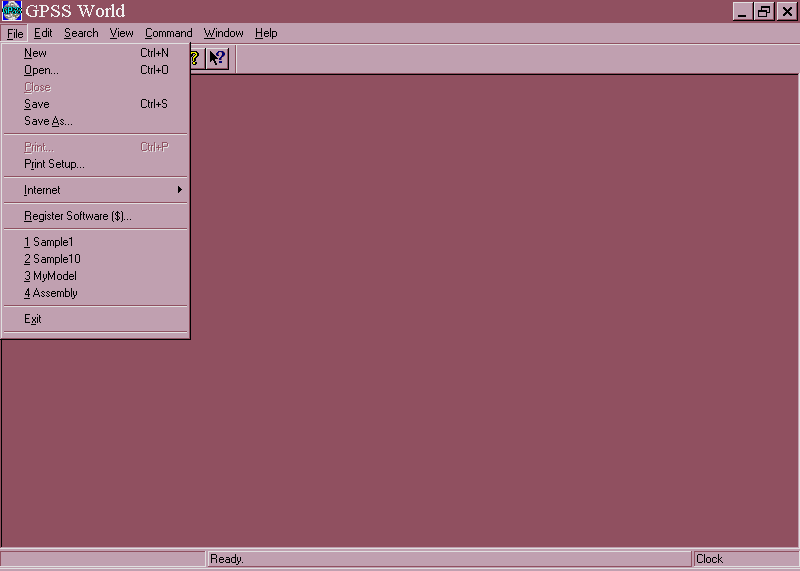 GPSS World
File Edit Search View Command Window Help
New Ctrl+N
Open... Ctrl+O
Close
Save Ctrl+S
Save As...
Print... Ctrl+P
Print Setup...
Internet
Register Software ($)...
1 Sample1
2 Sample10
3 MyModel
4 Assembly
Exit
Ready. Clock